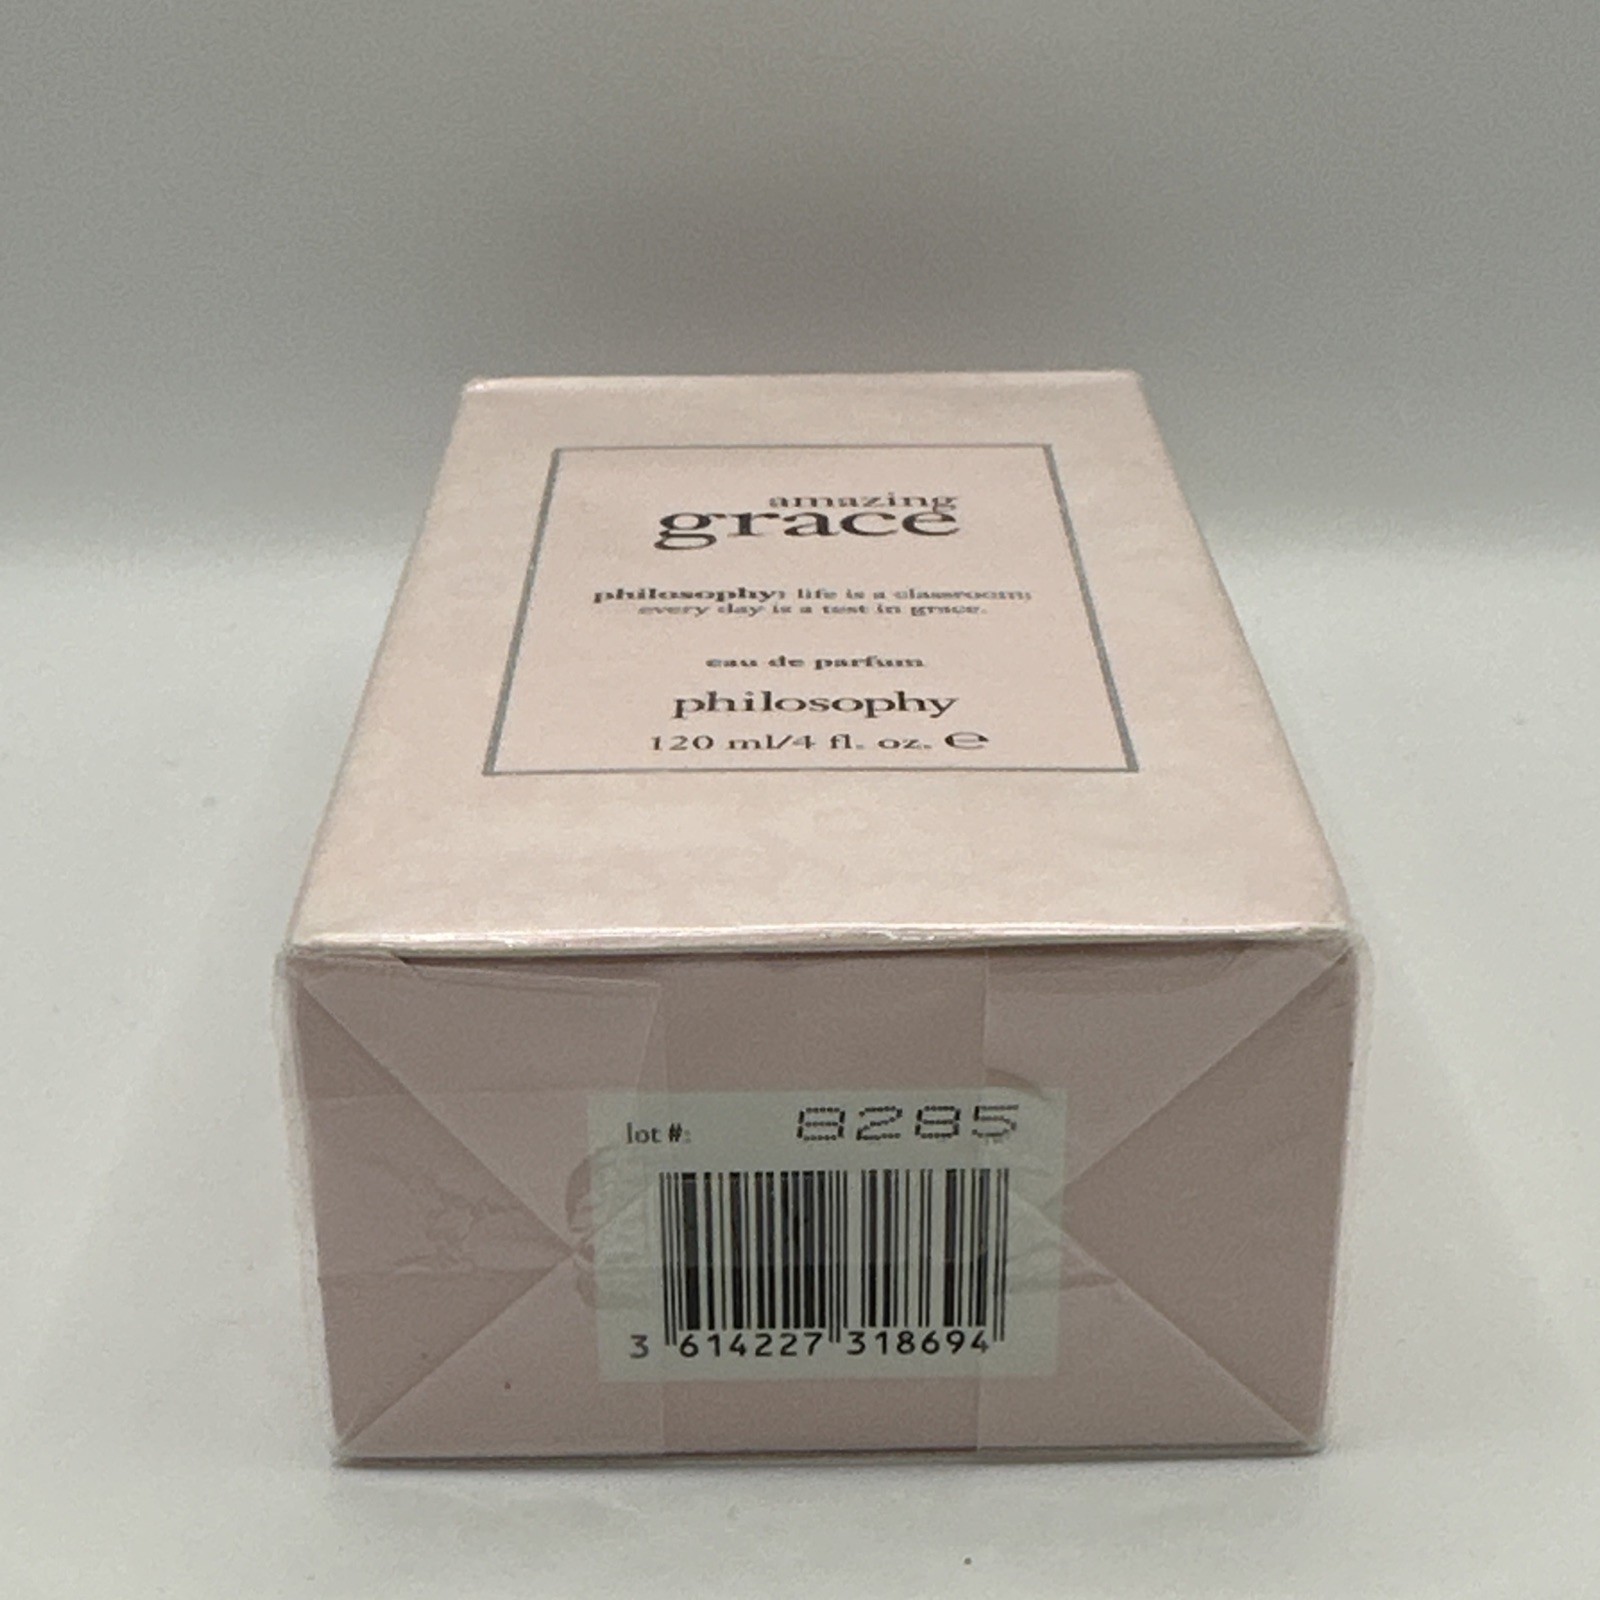 amazing
grace
philosophy: life is a classroom;
every day is a test in grace.
eau de parfum
philosophy
120 ml/4 fl. oz. ℮
lot #: 8285
3 614227 318694